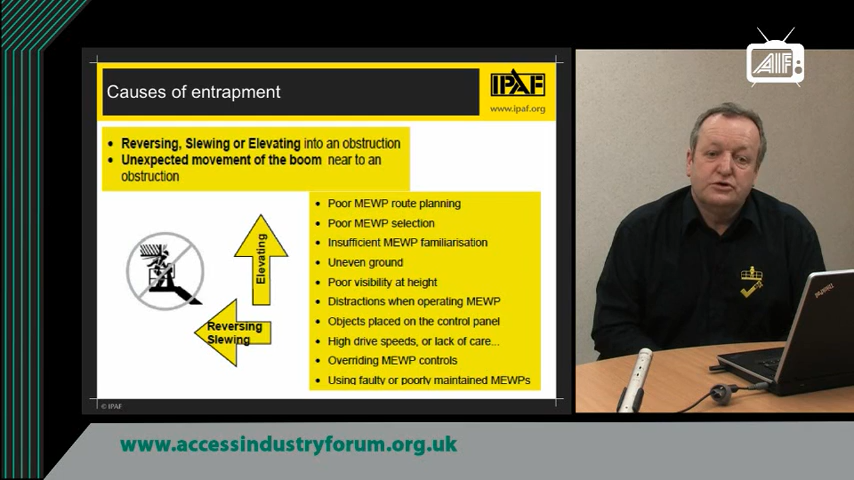 AIF
Causes of entrapment
IPAF
www.ipaf.org
• Reversing, Slewing or Elevating into an obstruction
• Unexpected movement of the boom near to an
obstruction
• Poor MEWP route planning
• Poor MEWP selection
• Insufficient MEWP familiarisation
• Uneven ground
• Poor visibility at height
• Distractions when operating MEWP
• Objects placed on the control panel
• High drive speeds, or lack of care...
• Overriding MEWP controls
• Using faulty or poorly maintained MEWPs
Elevating
Reversing
Slewing
© IPAF
ThinkPad
www.accessindustryforum.org.uk